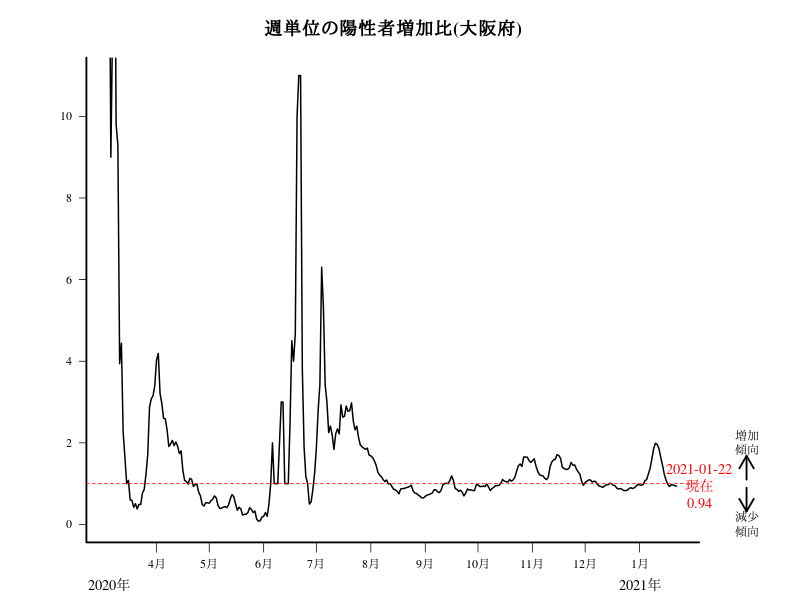 週単位の陽性者増加比(大阪府)
10
8
6
4
2
0
増加
傾向
2021-01-22
現在
0.94
減少
傾向
4月 5月 6月 7月 8月 9月 10月 11月 12月 1月
2020年 2021年